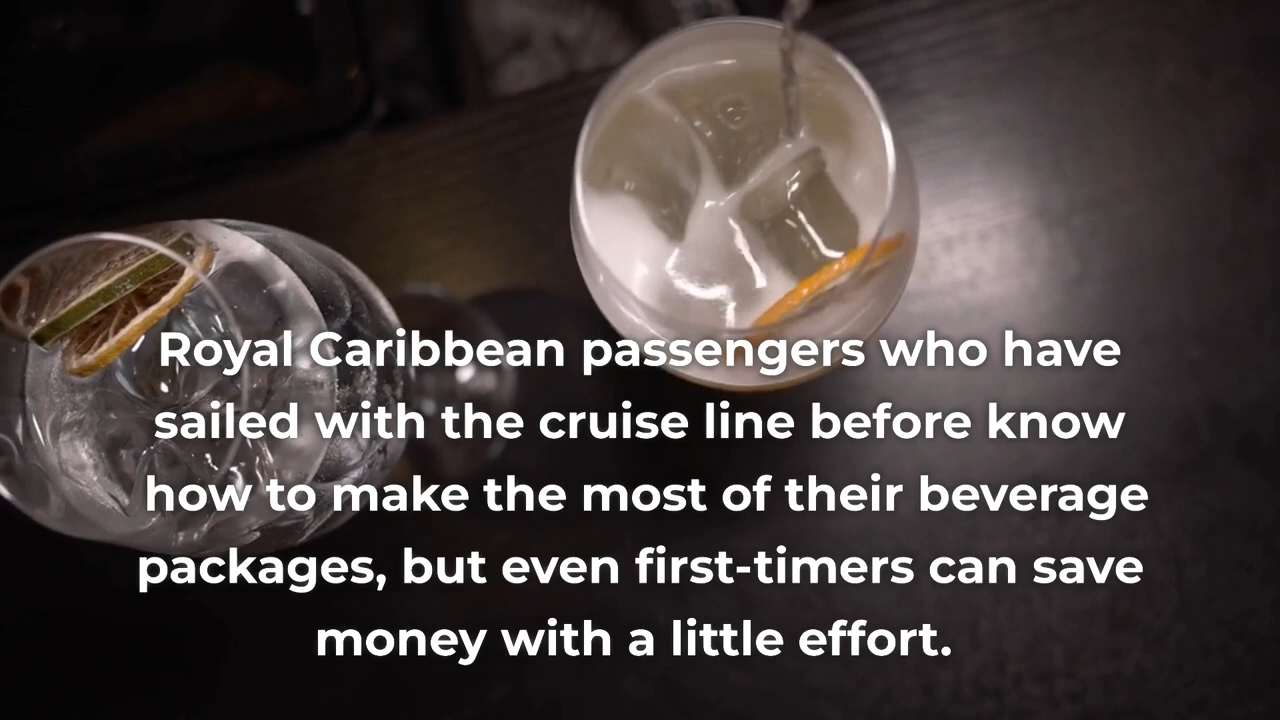 Royal Caribbean passengers who have
sailed with the cruise line before know
how to make the most of their beverage
packages, but even first-timers can save
money with a little effort.